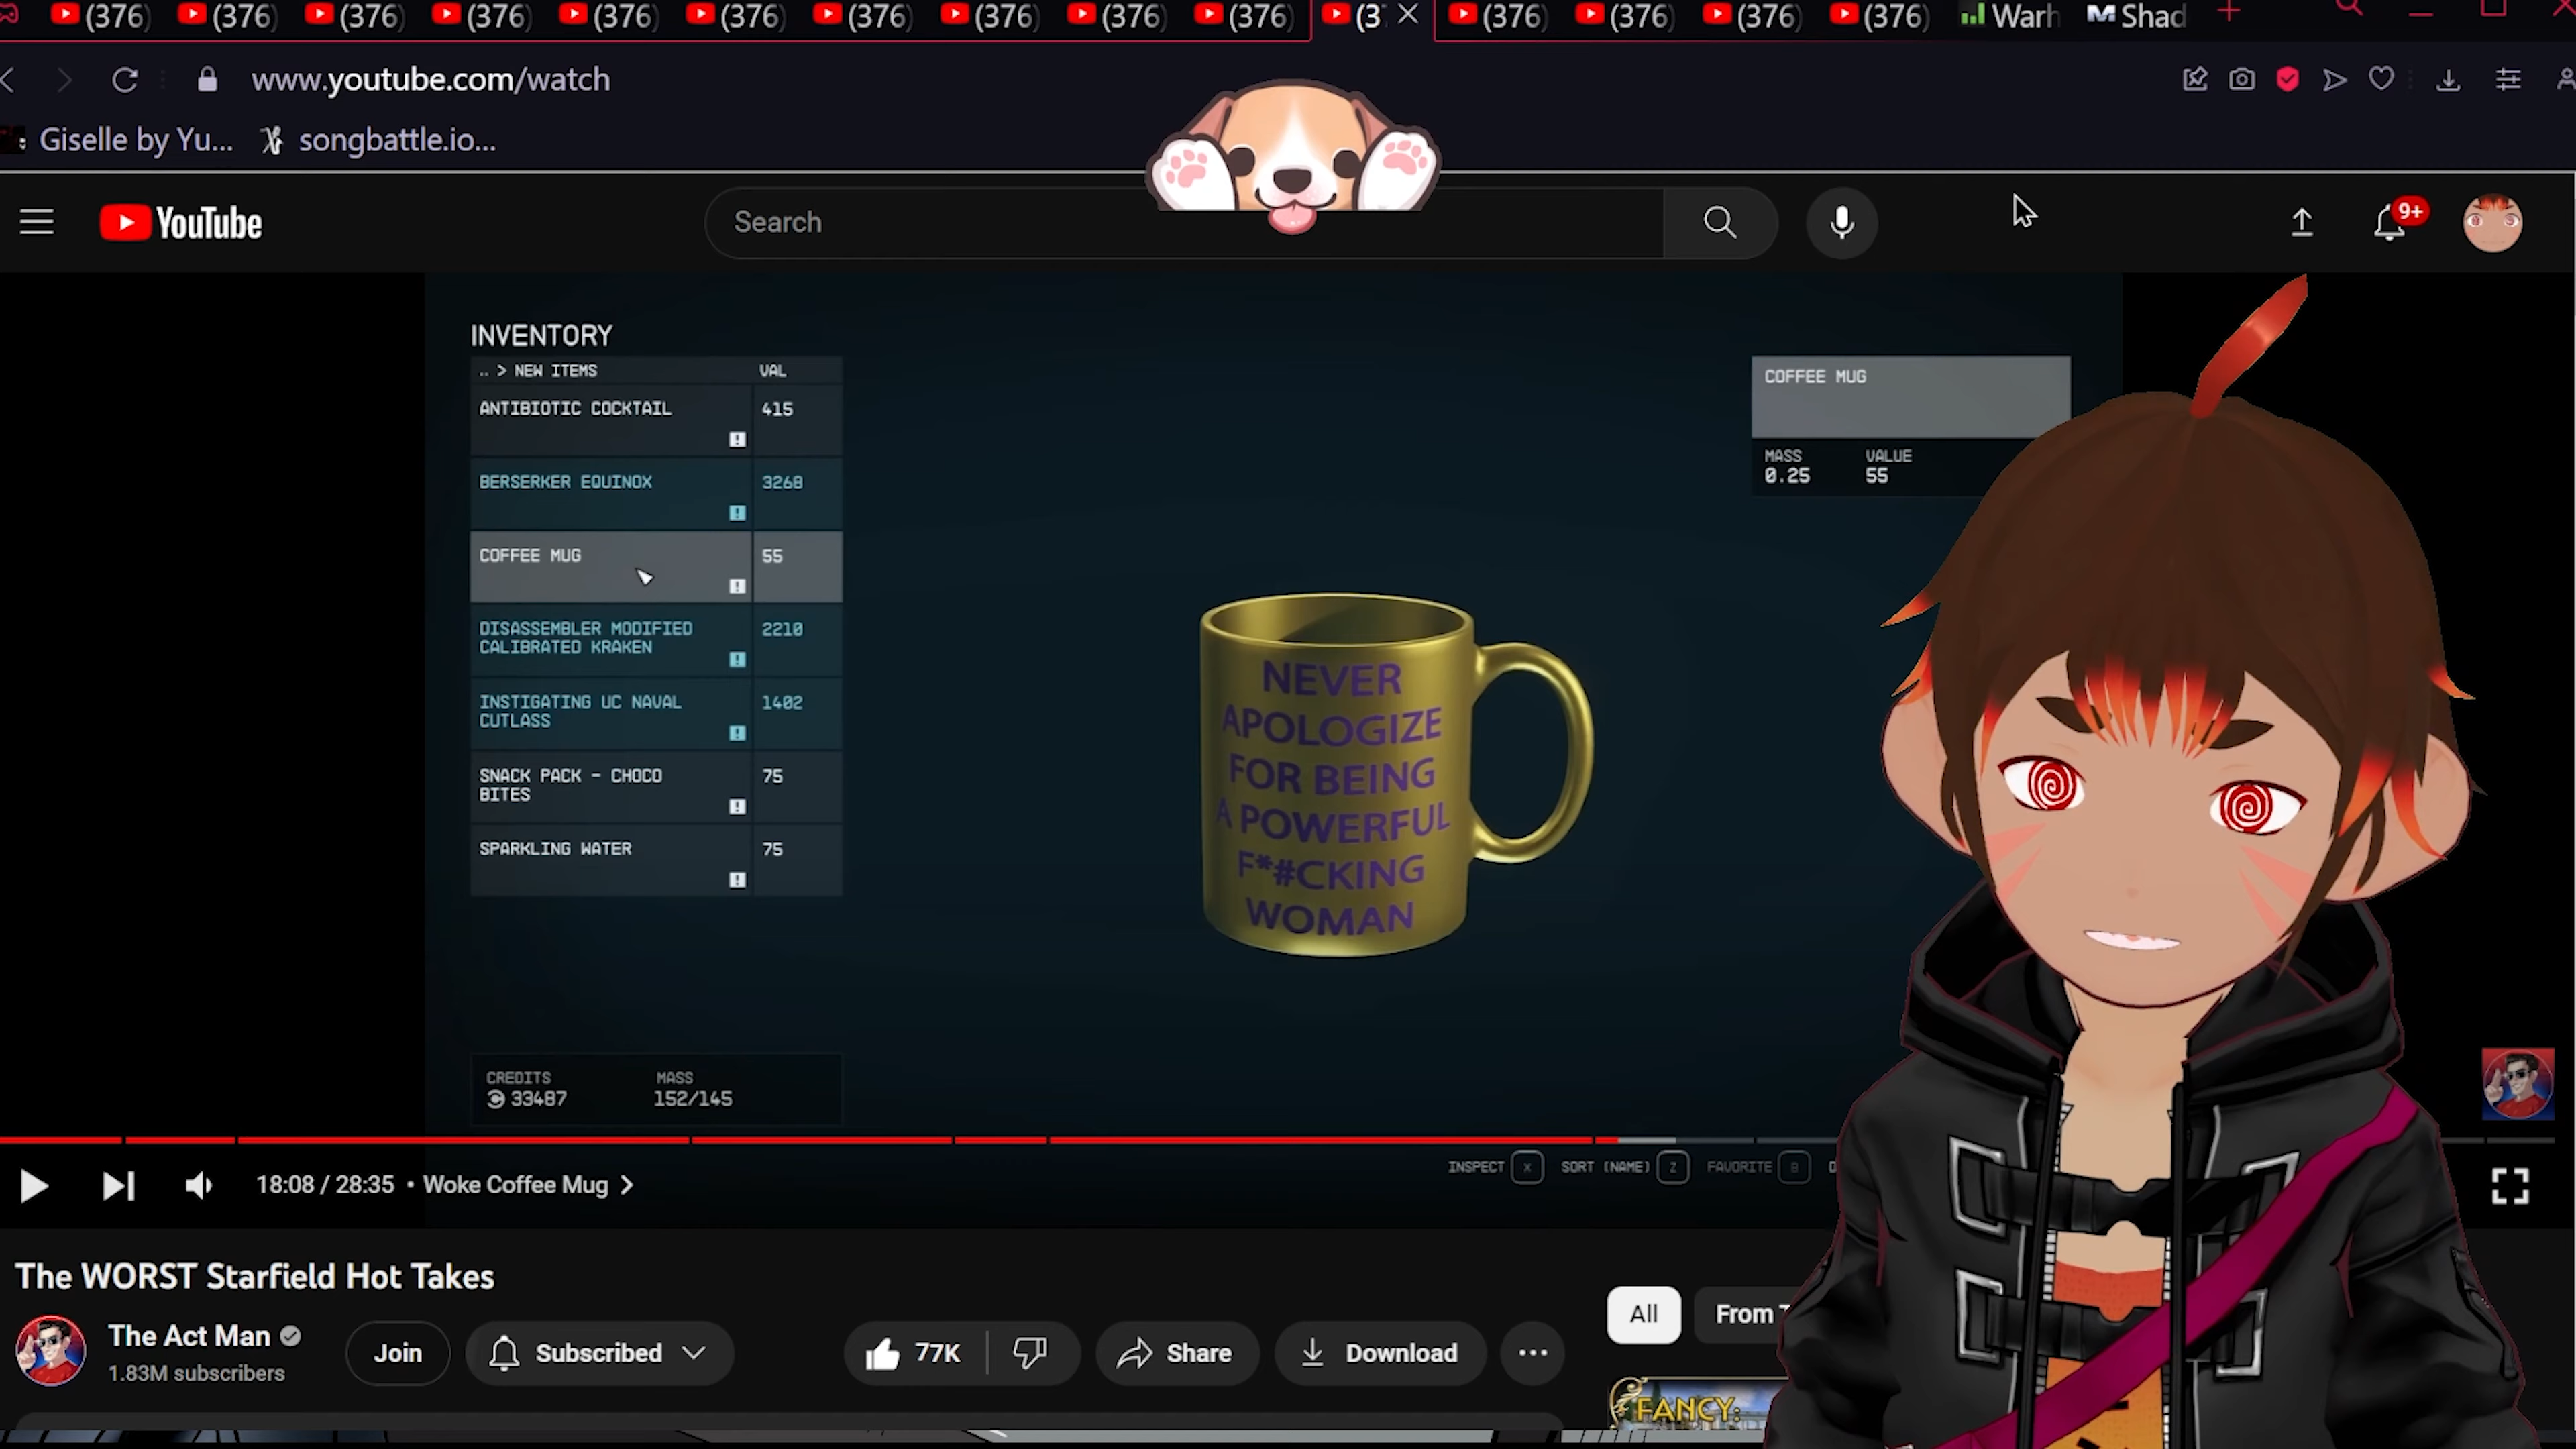 (376) (376) (376) (376) (376) (376) (376) (376) (376) (376) (3 (376) (376) (376) (376) Warh Shad
www.youtube.com/watch
Giselle by Yu... songbattle.io...
YouTube Search 9+
INVENTORY
.. > NEW ITEMS VAL
ANTIBIOTIC COCKTAIL 415
BERSERKER EQUINOX 3268
COFFEE MUG 55
DISASSEMBLER MODIFIED 2210
CALIBRATED KRAKEN
INSTIGATING UC NAVAL 1402
CUTLASS
SNACK PACK - CHOCO 75
BITES
SPARKLING WATER 75
COFFEE MUG
MASS VALUE
0.25 55
NEVER
APOLOGIZE
FOR BEING
A POWERFUL
F*#CKING
WOMAN
CREDITS MASS
33487 152/145
INSPECT X SORT (NAME) Z FAVORITE B
18:08 / 28:35 • Woke Coffee Mug >
The WORST Starfield Hot Takes
The Act Man
1.83M subscribers
Join Subscribed 77K Share Download ...
All From T
FANCY: